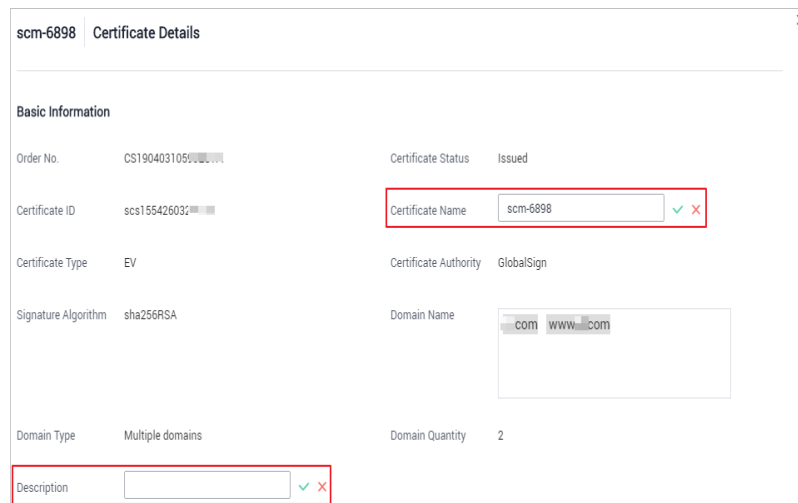 scm-6898 Certificate Details
Basic Information
Order No. CS1904031059 Certificate Status Issued
Certificate ID scs155426032 Certificate Name scm-6898
Certificate Type EV Certificate Authority GlobalSign
Signature Algorithm sha256RSA Domain Name
com www. .com
Domain Type Multiple domains Domain Quantity 2
Description